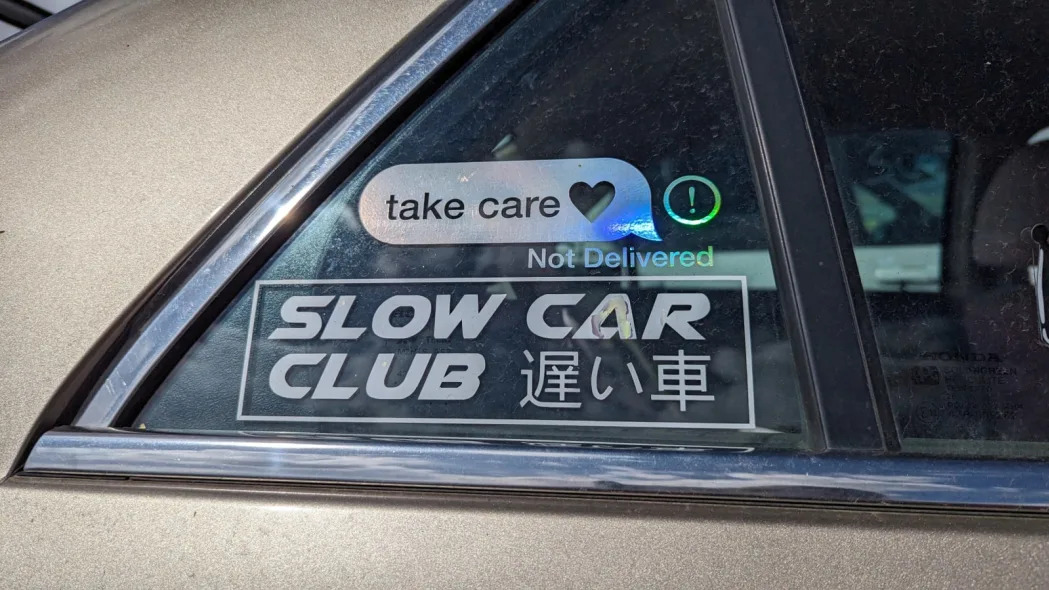 take care
!
Not Delivered
SLOW CAR
CLUB 遅い車
HONDA